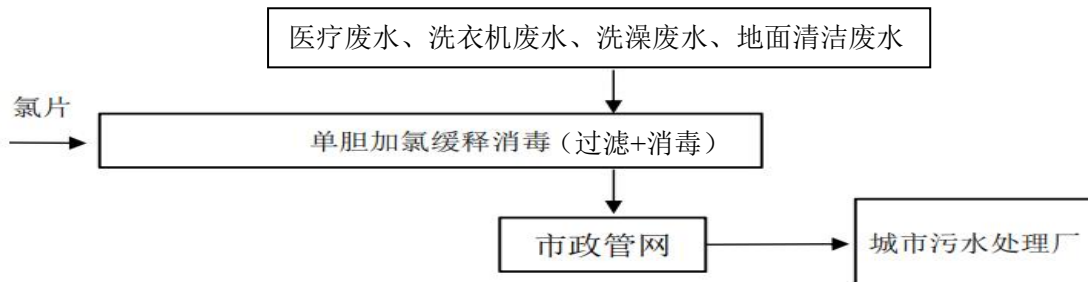 医疗废水、洗衣机废水、洗澡废水、地面清洁废水
氯片
单胆加氯缓释消毒（过滤+消毒）
市政管网
城市污水处理厂